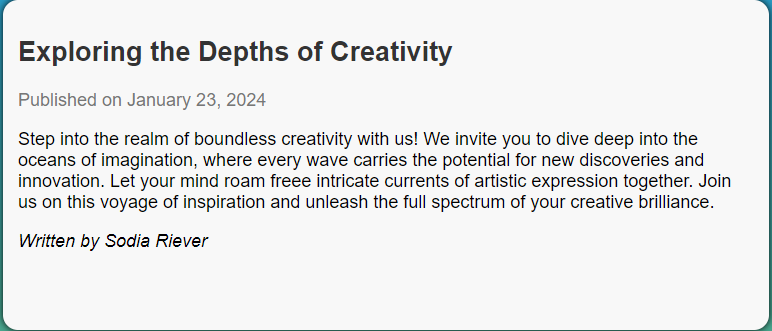 Exploring the Depths of Creativity
Published on January 23, 2024
Step into the realm of boundless creativity with us! We invite you to dive deep into the
oceans of imagination, where every wave carries the potential for new discoveries and
innovation. Let your mind roam freee intricate currents of artistic expression together. Join
us on this voyage of inspiration and unleash the full spectrum of your creative brilliance.
Written by Sodia Riever